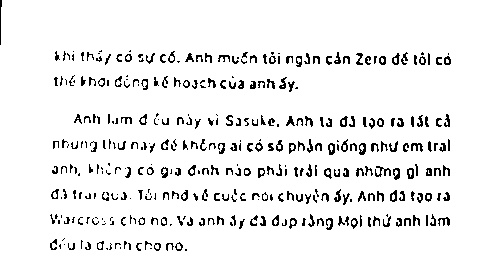 khi thấy có sự cố. Anh muốn tôi ngăn cản Zero để tôi có
thể khởi động kế hoạch của anh ấy.
Anh làm điều này vì Sasuke. Anh ta đã tạo ra tất cả
những thứ này để không ai có số phận giống như em trai
anh, không có gia đình nào phải trải qua những gì anh
đã trải qua. Tôi nhớ về cuộc nói chuyện ấy. Anh đã tạo ra
Warcross cho nó. Và anh ấy đã đáp rằng Mọi thứ anh làm
đều là dành cho nó.